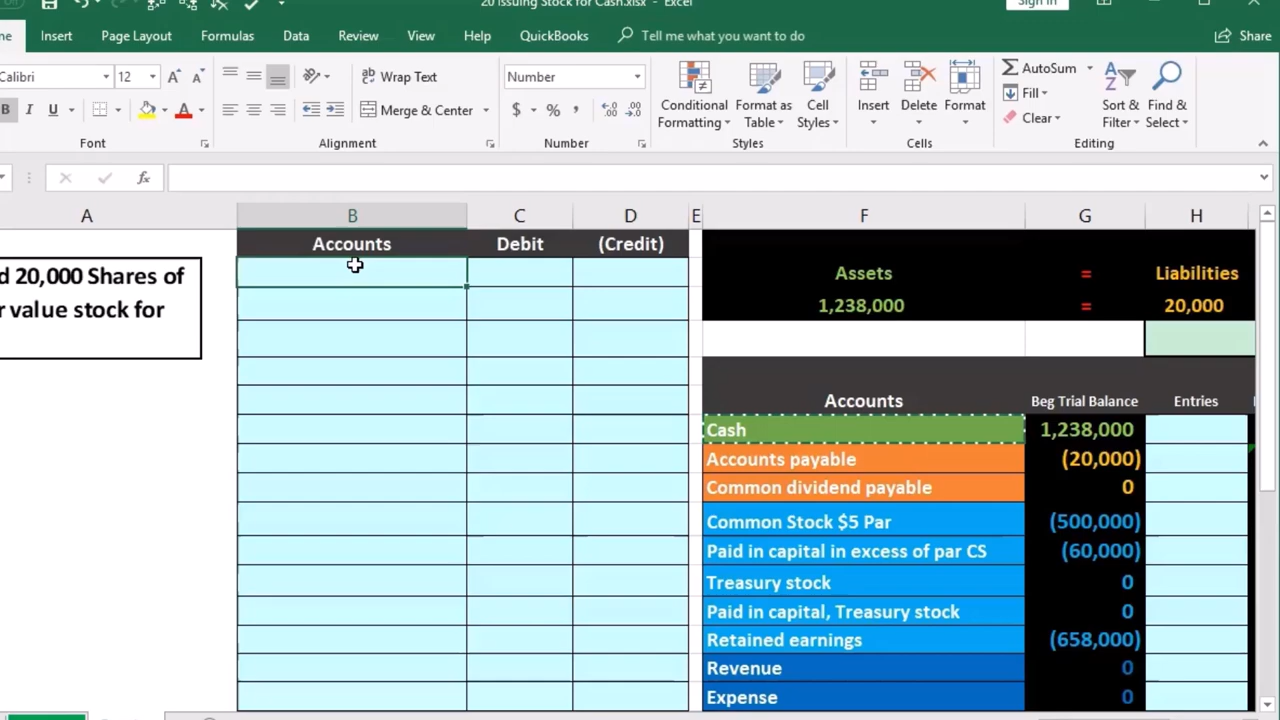 20 Issuing Stock for Cash.xlsx - Excel
Sign in
Insert
Page Layout
Formulas
Data
Review
View
Help
QuickBooks
Tell me what you want to do
Share
Calibri
12
Wrap Text
Number
AutoSum
B I U
Merge & Center
$ % ,
Conditional Formatting
Format as Table
Cell Styles
Insert
Delete
Format
Fill
Clear
Sort & Filter
Find & Select
Font
Alignment
Number
Styles
Cells
Editing
fx
A B C D E F G H
Accounts Debit (Credit)
20,000 Shares of
value stock for
Assets = Liabilities
1,238,000 = 20,000
Accounts Beg Trial Balance Entries
Cash 1,238,000
Accounts payable (20,000)
Common dividend payable 0
Common Stock $5 Par (500,000)
Paid in capital in excess of par CS (60,000)
Treasury stock 0
Paid in capital, Treasury stock 0
Retained earnings (658,000)
Revenue 0
Expense 0